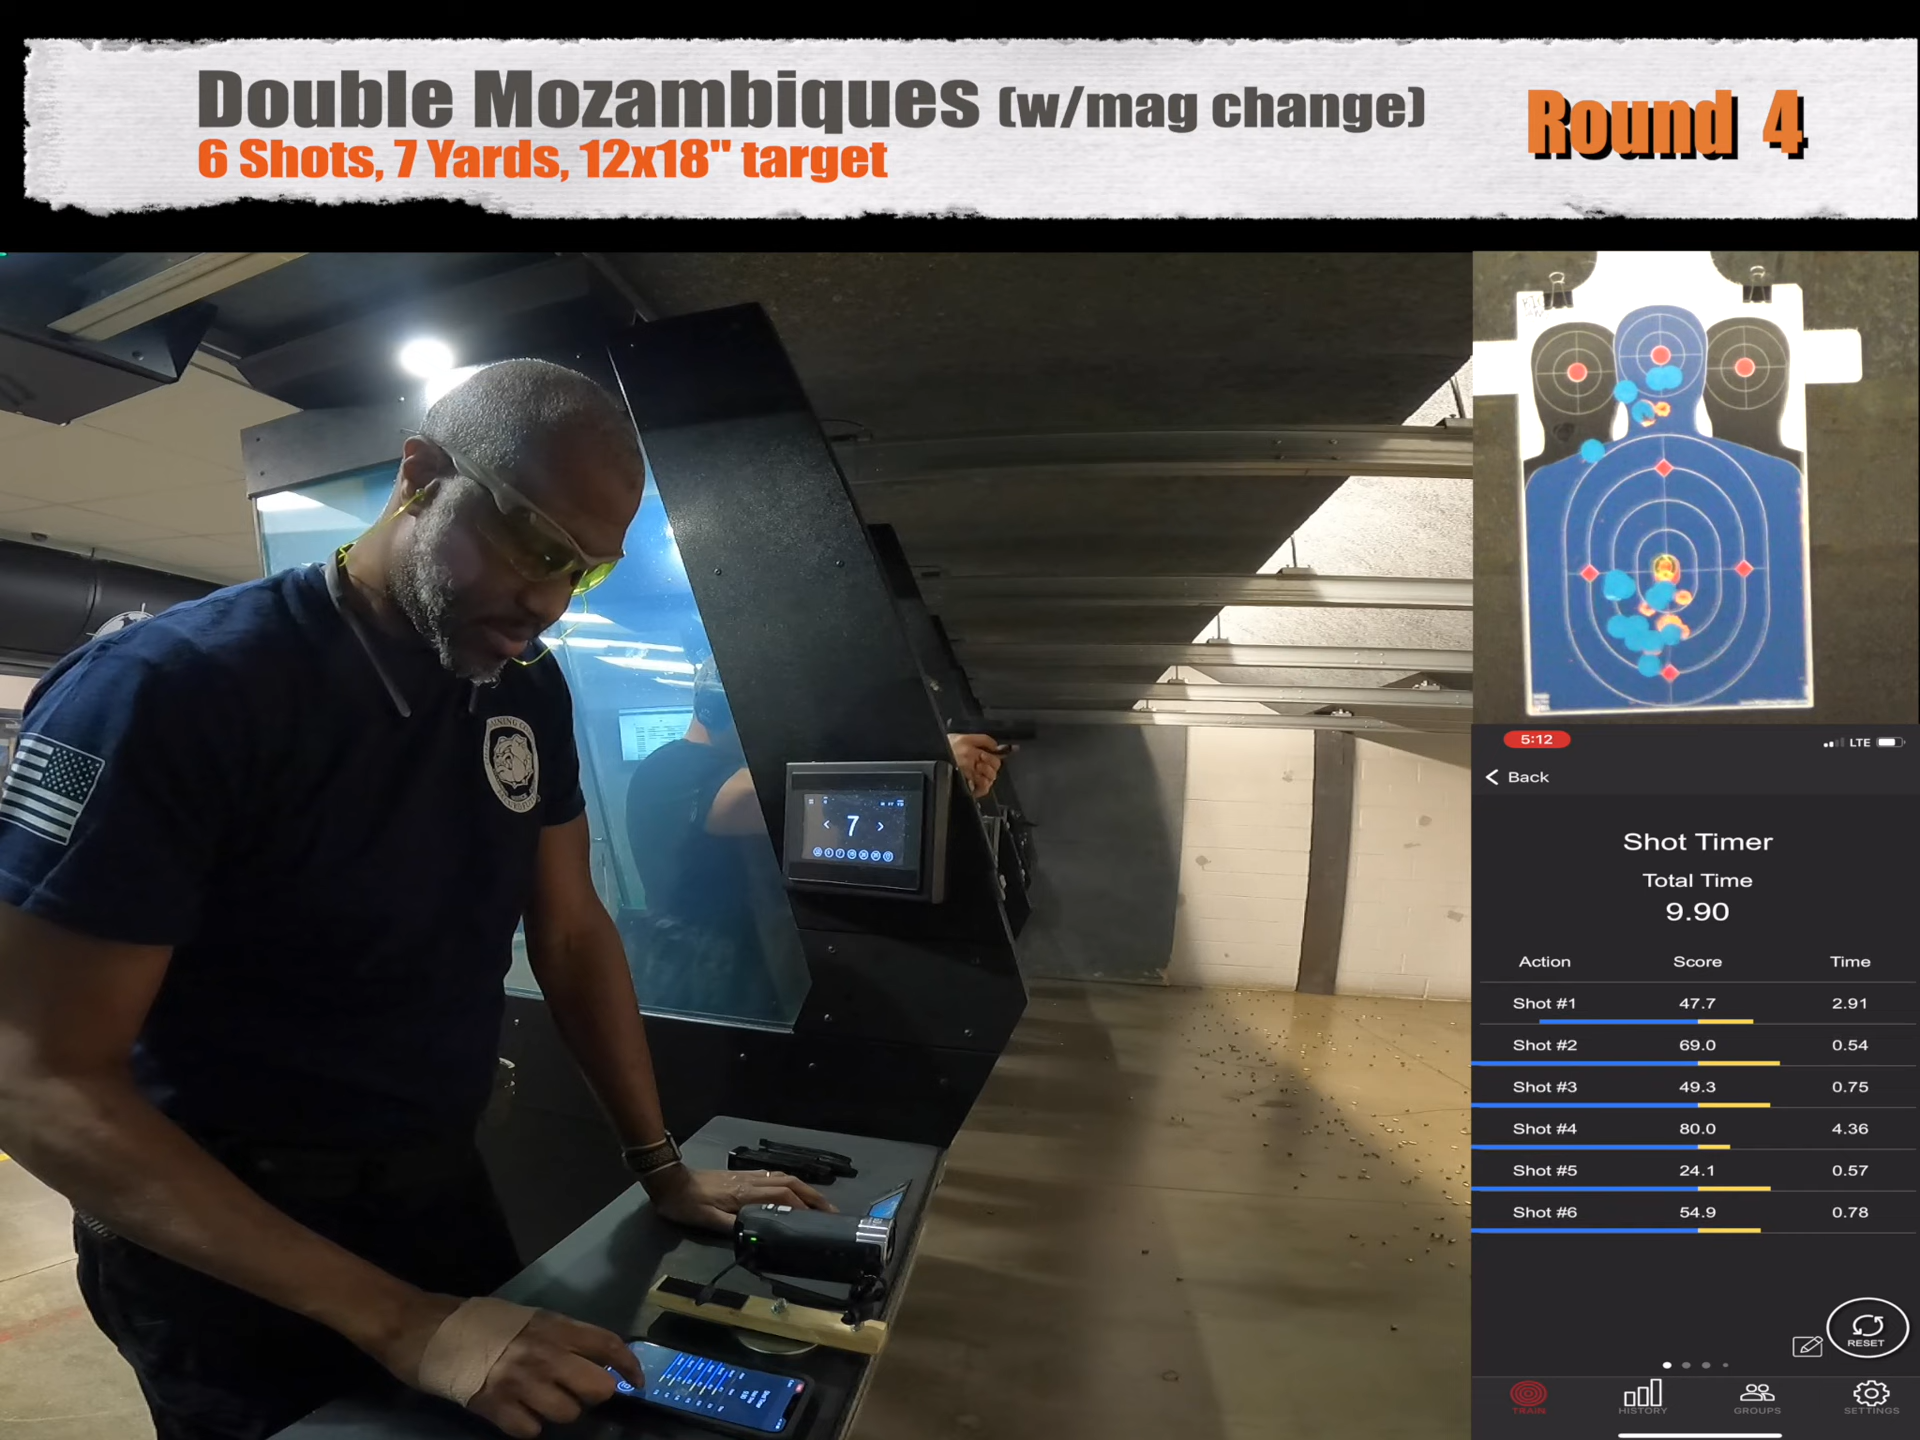 Double Mozambiques (w/mag change)
6 Shots, 7 Yards, 12x18" target
Round 4
7
5:12
LTE
Back
Shot Timer
Total Time
9.90
Action Score Time
Shot #1 47.7 2.91
Shot #2 69.0 0.54
Shot #3 49.3 0.75
Shot #4 80.0 4.36
Shot #5 24.1 0.57
Shot #6 54.9 0.78
RESET
TRAIN HISTORY GROUPS SETTINGS